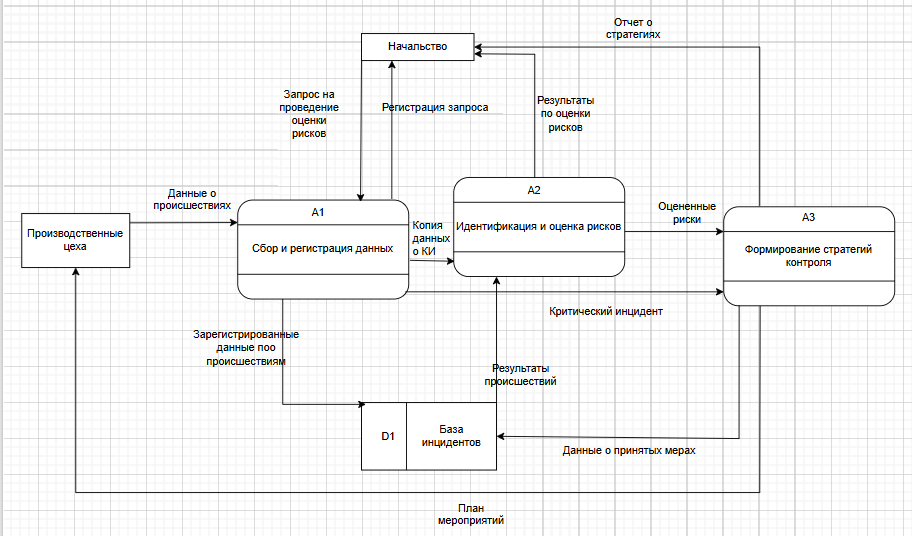 Отчет о
стратегиях
Начальство
Запрос на
проведение
оценки
рисков
Регистрация запроса
Результаты
по оценки
рисков
Данные о
происшествиях
Производственные
цеха
A1
Сбор и регистрация данных
Копия
данных
о КИ
A2
Идентификация и оценка рисков
Оцененные
риски
A3
Формирование стратегий
контроля
Критический инцидент
Зарегистрированные
данные поо
происшествиям
Результаты
происшествий
D1
База
инцидентов
Данные о принятых мерах
План
мероприятий